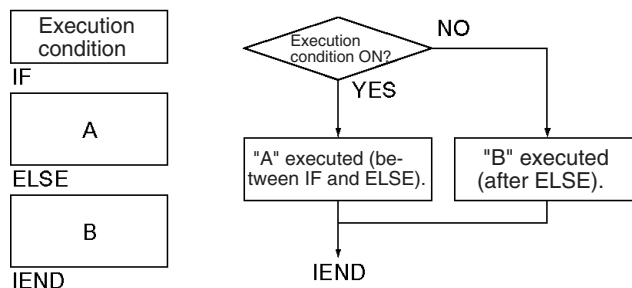 Execution
condition
IF
A
ELSE
B
IEND
Execution
condition ON?
NO
YES
"A" executed (be-
tween IF and ELSE).
"B" executed
(after ELSE).
IEND